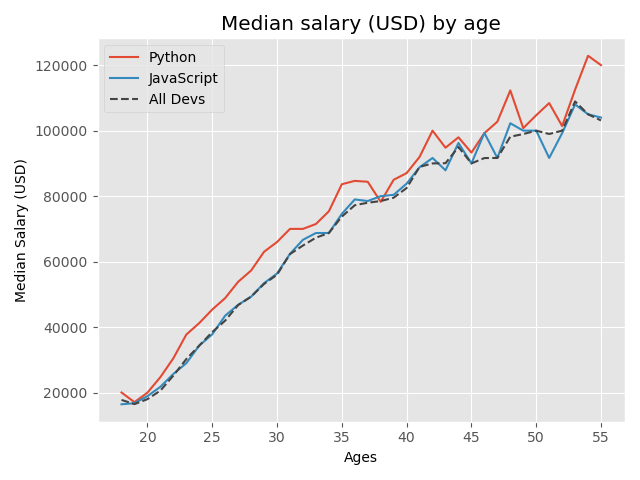 Median salary (USD) by age
Python
JavaScript
All Devs
Median Salary (USD)
120000
100000
80000
60000
40000
20000
20 25 30 35 40 45 50 55
Ages